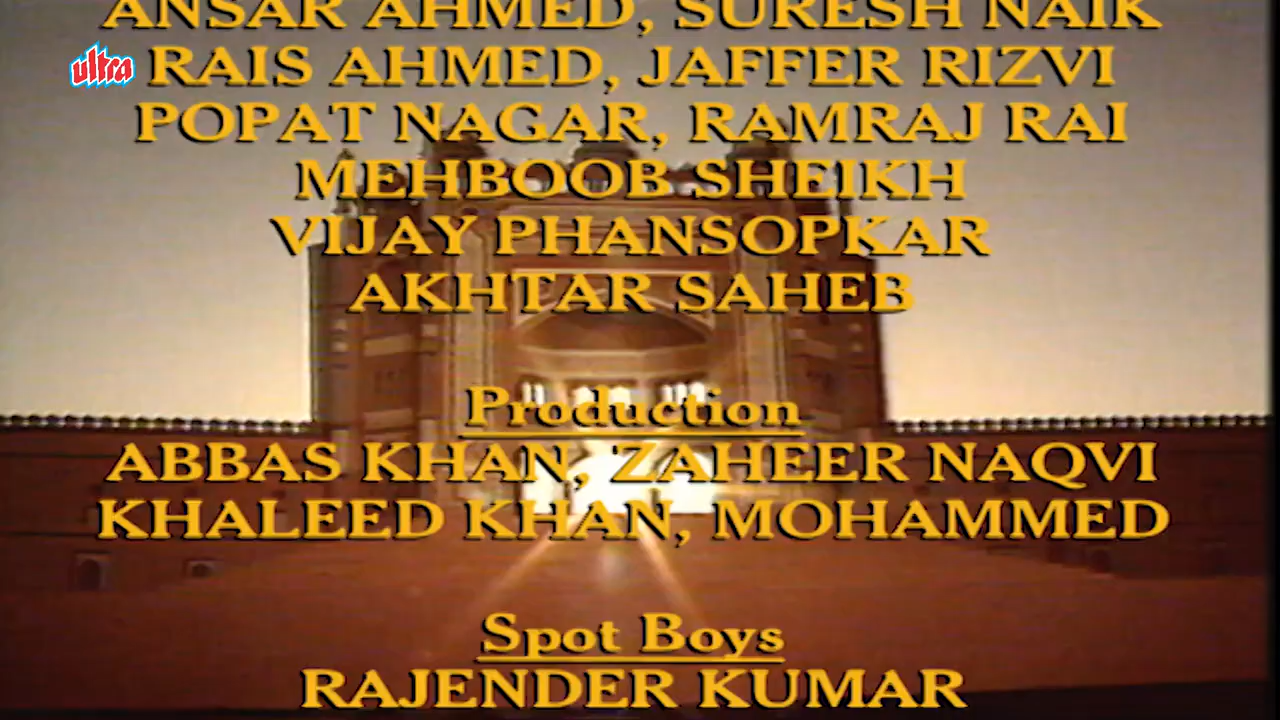 ANSAR AHMED, SURESH NAIK
ultra
RAIS AHMED, JAFFER RIZVI
POPAT NAGAR, RAMRAJ RAI
MEHBOOB SHEIKH
VIJAY PHANSOPKAR
AKHTAR SAHEB
Production
ABBAS KHAN, ZAHEER NAQVI
KHALEED KHAN, MOHAMMED
Spot Boys
RAJENDER KUMAR